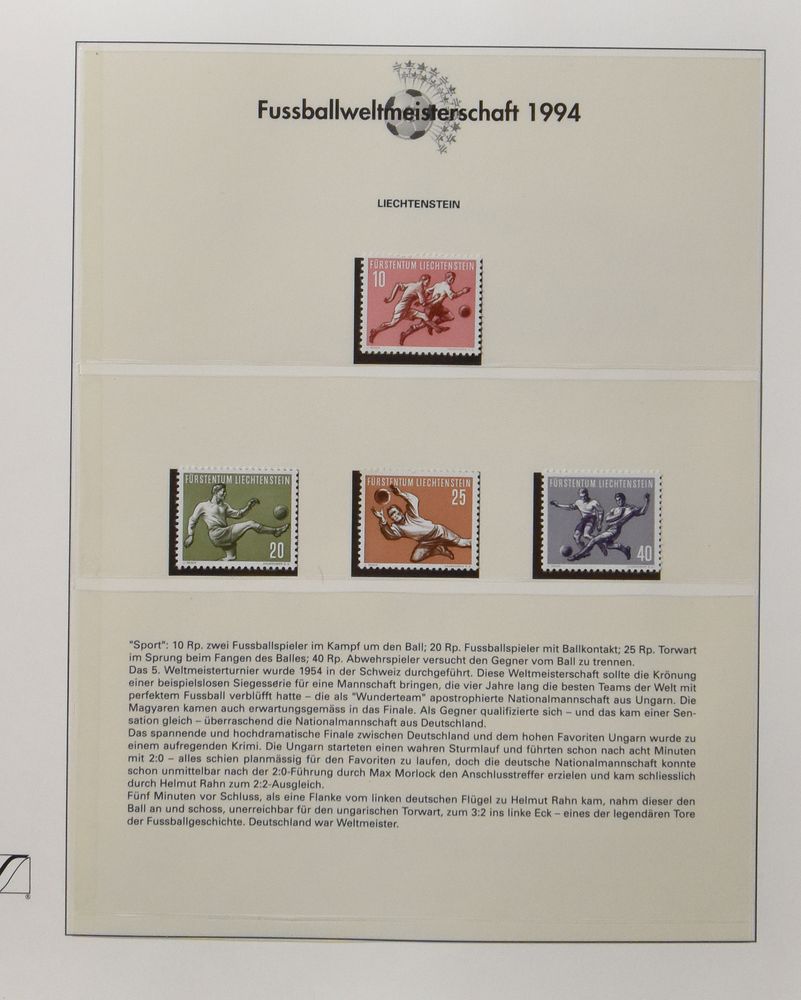 Fussballweltmeisterschaft 1994
LIECHTENSTEIN
FÜRSTENTUM LIECHTENSTEIN
10
FÜRSTENTUM LIECHTENSTEIN
20
FÜRSTENTUM LIECHTENSTEIN
25
FÜRSTENTUM LIECHTENSTEIN
40
"Sport": 10 Rp. zwei Fussballspieler im Kampf um den Ball; 20 Rp. Fussballspieler mit Ballkontakt; 25 Rp. Torwart
im Sprung beim Fangen des Balles; 40 Rp. Abwehrspieler versucht den Gegner vom Ball zu trennen.
Das 5. Weltmeisterturnier wurde 1954 in der Schweiz durchgeführt. Diese Weltmeisterschaft sollte die Krönung
einer beispielslosen Siegesserie für eine Mannschaft bringen, die vier Jahre lang die besten Teams der Welt mit
perfektem Fussball verblüfft hatte – die als "Wunderteam" apostrophierte Nationalmannschaft aus Ungarn. Die
Magyaren kamen auch erwartungsgemäss in das Finale. Als Gegner qualifizierte sich – und das kam einer Sen-
sation gleich – überraschend die Nationalmannschaft aus Deutschland.
Das spannende und hochdramatische Finale zwischen Deutschland und dem hohen Favoriten Ungarn wurde zu
einem aufregenden Krimi. Die Ungarn starteten einen wahren Sturmlauf und führten schon nach acht Minuten
mit 2:0 – alles schien planmässig für den Favoriten zu laufen, doch die deutsche Nationalmannschaft konnte
schon unmittelbar nach der 2:0-Führung durch Max Morlock den Anschlusstreffer erzielen und kam schliesslich
durch Helmut Rahn zum 2:2-Ausgleich.
Fünf Minuten vor Schluss, als eine Flanke vom linken deutschen Flügel zu Helmut Rahn kam, nahm dieser den
Ball an und schoss, unerreichbar für den ungarischen Torwart, zum 3:2 ins linke Eck – eines der legendären Tore
der Fussballgeschichte. Deutschland war Weltmeister.
®